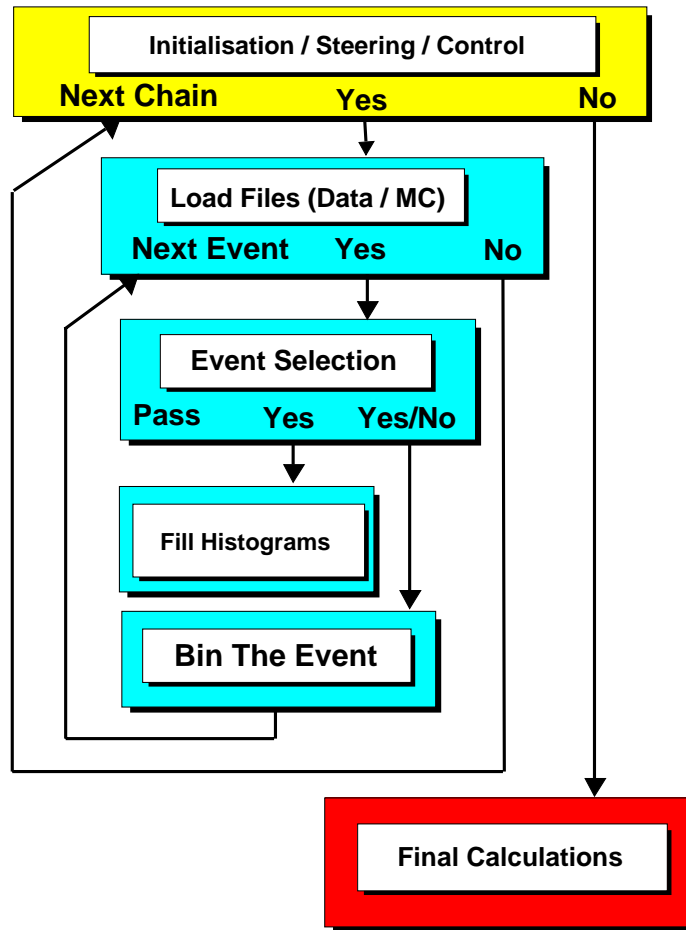 Initialisation / Steering / Control
Next Chain Yes No
Load Files (Data / MC)
Next Event Yes No
Event Selection
Pass Yes Yes/No
Fill Histograms
Bin The Event
Final Calculations